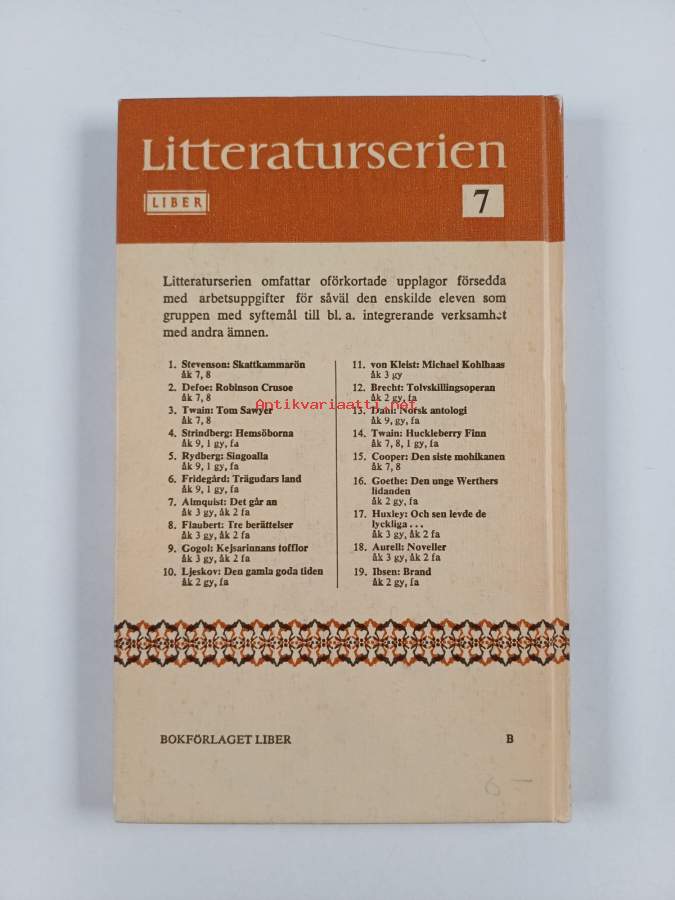 Litteraturserien
LIBER
7
Litteraturserien omfattar oförkortade upplagor försedda
med arbetsuppgifter för såväl den enskilde eleven som
gruppen med syftemål till bl. a. integrerande verksamhet
med andra ämnen.
1. Stevenson: Skattkammarön
åk 7, 8
2. Defoe: Robinson Crusoe
åk 7, 8
3. Twain: Tom Sawyer
åk 7, 8
4. Strindberg: Hemsöborna
åk 9, 1 gy, fa
5. Rydberg: Singoalla
åk 9, 1 gy, fa
6. Fridegård: Trägudars land
åk 9, 1 gy, fa
7. Almquist: Det går an
åk 3 gy, åk 2 fa
8. Flaubert: Tre berättelser
åk 3 gy, åk 2 fa
9. Gogol: Kejsarinnans tofflor
åk 3 gy, åk 2 fa
10. Ljeskov: Den gamla goda tiden
åk 2 gy, fa
11. von Kleist: Michael Kohlhaas
åk 3 gy
12. Brecht: Tolvskillingsoperan
åk 2 gy, fa
13. Dahl: Norsk antologi
åk 9, gy, fa
14. Twain: Huckleberry Finn
åk 7, 8, 1 gy, fa
15. Cooper: Den siste mohikanen
åk 7, 8
16. Goethe: Den unge Werthers
lidanden
åk 2 gy, fa
17. Huxley: Och sen levde de
lyckliga . . .
åk 3 gy, åk 2 fa
18. Aurell: Noveller
åk 3 gy, åk 2 fa
19. Ibsen: Brand
åk 2 gy, fa
Antikvariaatti.net
BOKFÖRLAGET LIBER
B
6 –